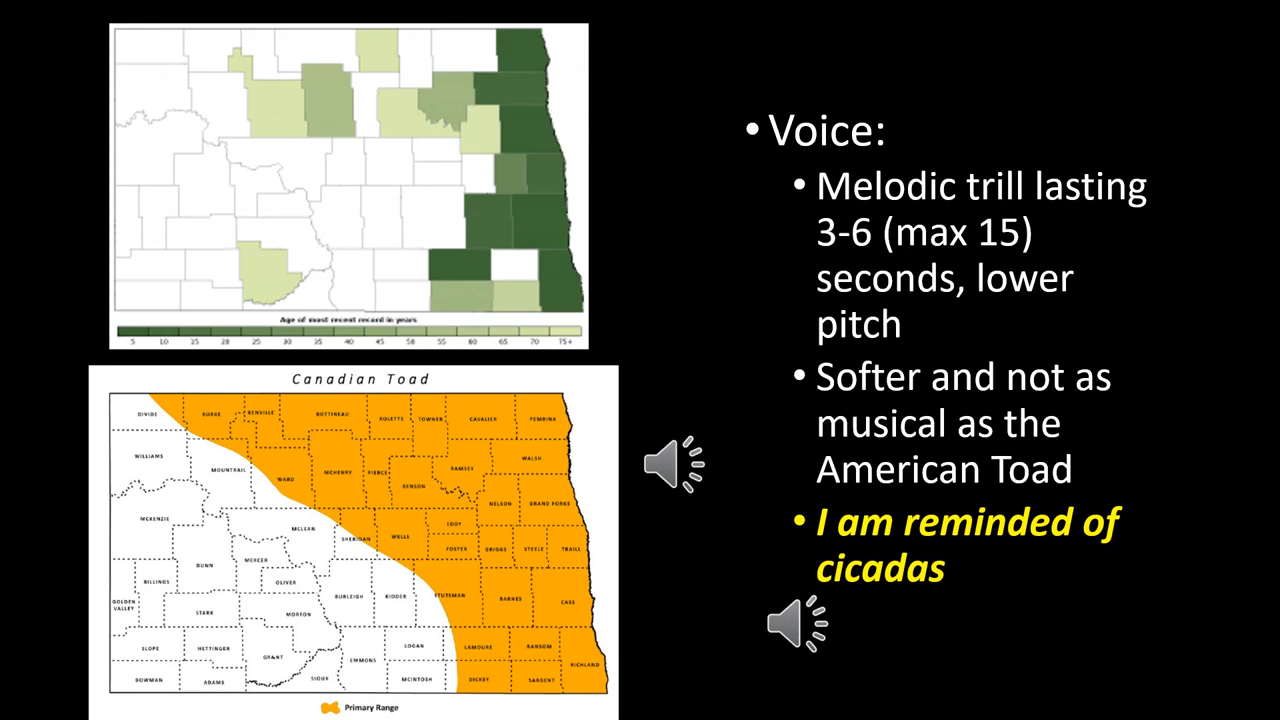 Age of most recent record in years
5 10 15 20 25 30 35 40 45 50 55 60 65 70 75+
Canadian Toad
DIVIDE BURKE RENVILLE BOTTINEAU ROLETTE TOWNER CAVALIER PEMBINA
WILLIAMS MOUNTRAIL WARD MCHENRY PIERCE BENSON RAMSEY WALSH
NELSON GRAND FORKS
MCKENZIE MCLEAN SHERIDAN WELLS EDDY
FOSTER GRIGGS STEELE TRAILL
DUNN MERCER
BILLINGS OLIVER BURLEIGH KIDDER STUTSMAN BARNES CASS
GOLDEN
VALLEY
STARK MORTON
SLOPE HETTINGER GRANT EMMONS LOGAN LAMOURE RANSOM RICHLAND
BOWMAN ADAMS SIOUX MCINTOSH DICKEY SARGENT
Primary Range
• Voice:
• Melodic trill lasting
3-6 (max 15)
seconds, lower
pitch
• Softer and not as
musical as the
American Toad
• I am reminded of
cicadas